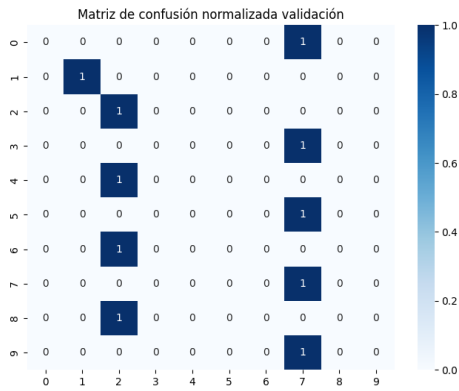 Matriz de confusión normalizada validación
0 0 0 0 0 0 0 0 1 0 0
1 0 1 0 0 0 0 0 0 0 0
2 0 0 1 0 0 0 0 0 0 0
3 0 0 0 0 0 0 0 1 0 0
4 0 0 1 0 0 0 0 0 0 0
5 0 0 0 0 0 0 0 1 0 0
6 0 0 1 0 0 0 0 0 0 0
7 0 0 0 0 0 0 0 1 0 0
8 0 0 1 0 0 0 0 0 0 0
9 0 0 0 0 0 0 0 1 0 0
0 1 2 3 4 5 6 7 8 9
1.0
0.8
0.6
0.4
0.2
0.0